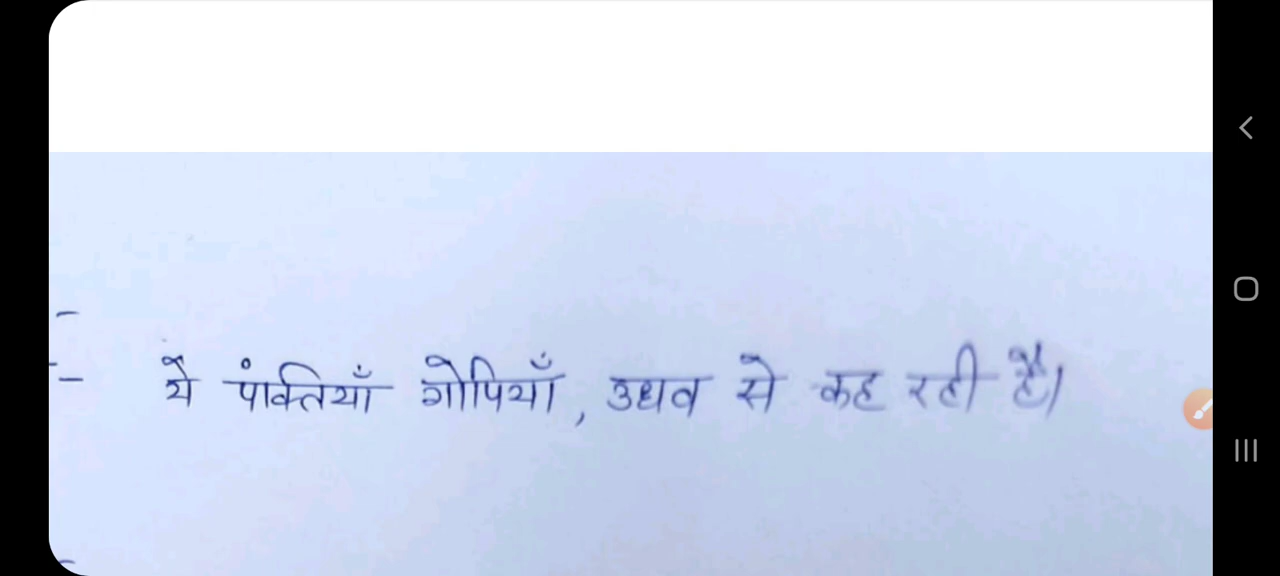 ये पंक्तियाँ गोपियाँ, उधव से कह रही है।